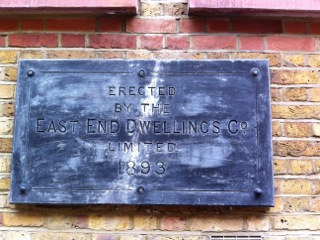 ERECTED
BY THE
EAST END DWELLINGS CO
LIMITED
1893